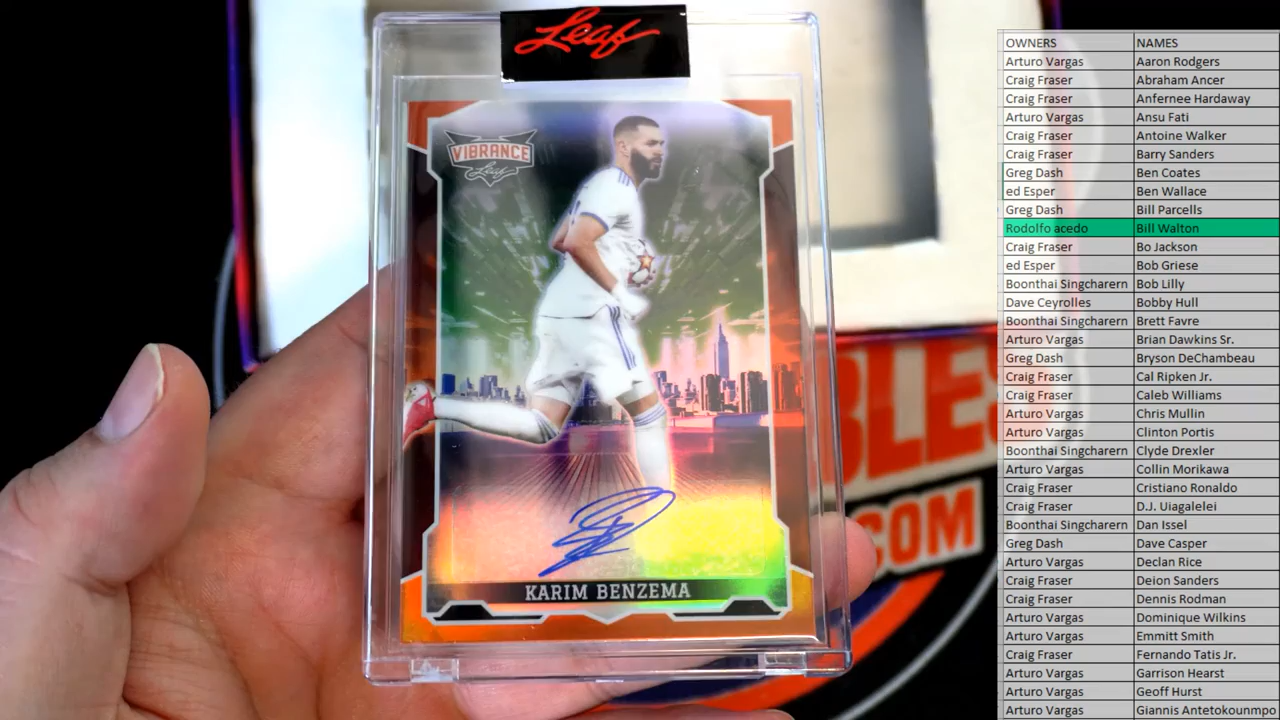 Leaf
VIBRANCE
Leaf
KARIM BENZEMA
BLES
.COM
OWNERS NAMES
Arturo Vargas Aaron Rodgers
Craig Fraser Abraham Ancer
Craig Fraser Anfernee Hardaway
Arturo Vargas Ansu Fati
Craig Fraser Antoine Walker
Craig Fraser Barry Sanders
Greg Dash Ben Coates
ed Esper Ben Wallace
Greg Dash Bill Parcells
Rodolfo acedo Bill Walton
Craig Fraser Bo Jackson
ed Esper Bob Griese
Boonthai Singcharern Bob Lilly
Dave Ceyrolles Bobby Hull
Boonthai Singcharern Brett Favre
Arturo Vargas Brian Dawkins Sr.
Greg Dash Bryson DeChambeau
Craig Fraser Cal Ripken Jr.
Craig Fraser Caleb Williams
Arturo Vargas Chris Mullin
Arturo Vargas Clinton Portis
Boonthai Singcharern Clyde Drexler
Arturo Vargas Collin Morikawa
Craig Fraser Cristiano Ronaldo
Craig Fraser D.J. Uiagalelei
Boonthai Singcharern Dan Issel
Greg Dash Dave Casper
Arturo Vargas Declan Rice
Craig Fraser Deion Sanders
Craig Fraser Dennis Rodman
Arturo Vargas Dominique Wilkins
Arturo Vargas Emmitt Smith
Craig Fraser Fernando Tatis Jr.
Arturo Vargas Garrison Hearst
Arturo Vargas Geoff Hurst
Arturo Vargas Giannis Antetokounmpo